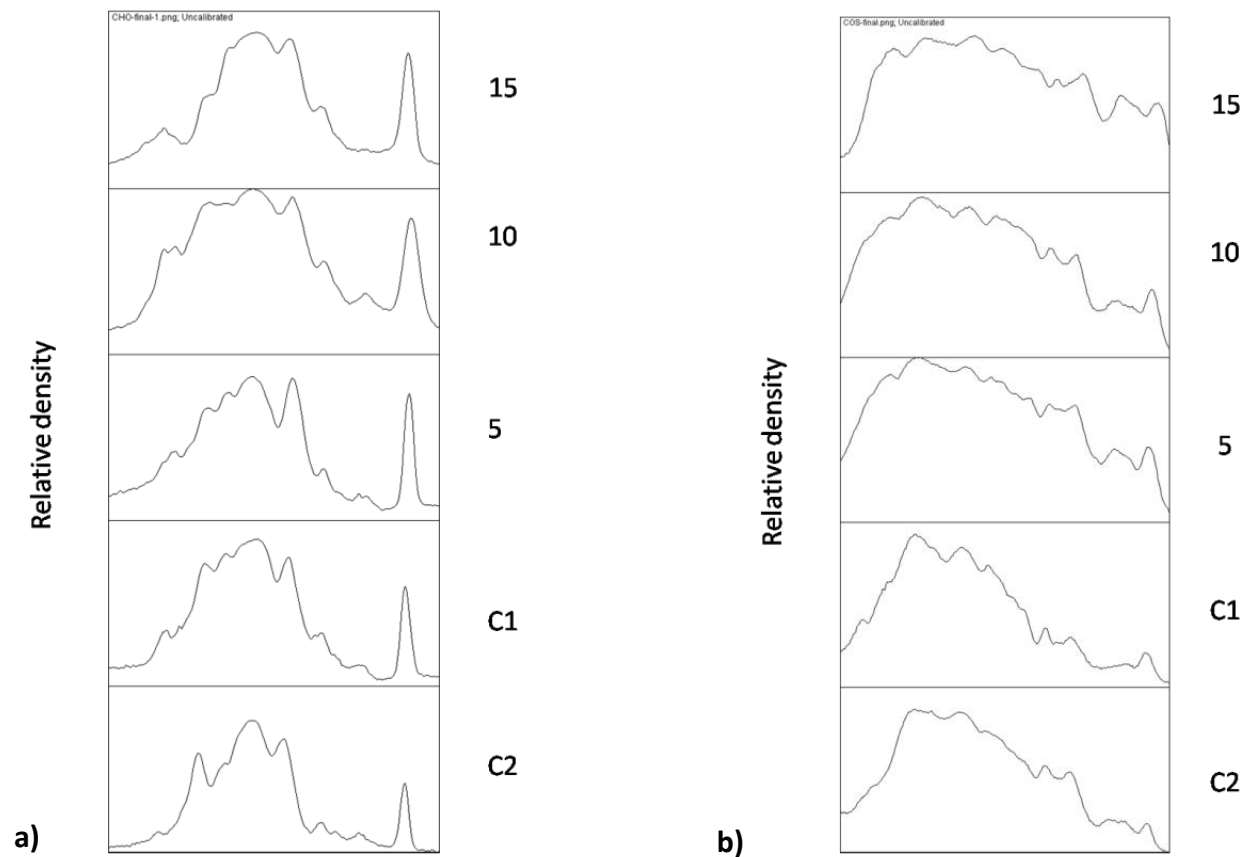 CHO-final-1.png; Uncalibrated
15
10
5
C1
C2
Relative density
a)
COS-final.png; Uncalibrated
15
10
5
C1
C2
Relative density
b)